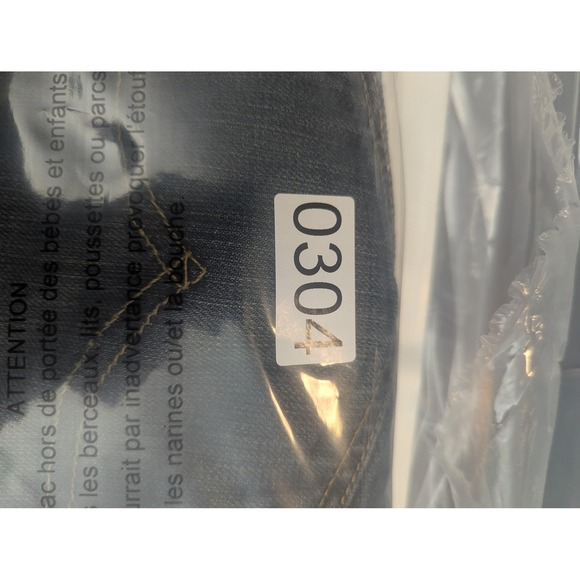 ATTENTION
ac hors de portée des bébés et enfants
les berceaux, lits, poussettes ou parcs
urrait par inadvertance provoquer l'étouf
les narines ou et la bouche.
0304